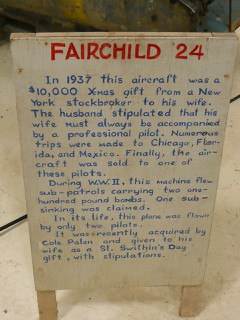 FAIRCHILD '24
In 1937 this aircraft was a
$10,000 Xmas gift from a New
York stockbroker to his wife.
The husband stipulated that his
wife must always be accompanied
by a professional pilot. Numerous
trips were made to Chicago, Flor-
ida, and Mexico. Finally, the air-
craft was sold to one of
these pilots.
During W.W.II, this machine flew
sub-patrols carrying two one-
hundred pound bombs. One sub-
sinking was claimed.
In its life, this plane was flown
by only two pilots.
It was recently acquired by
Cole Palen and given to his
wife as a St. Swithin's Day
gift, with stipulations.